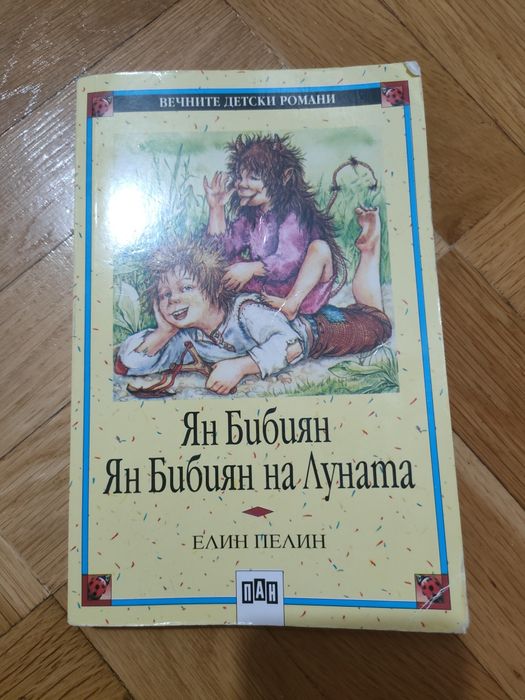 ВЕЧНИТЕ ДЕТСКИ РОМАНИ
Ян Бибиян
Ян Бибиян на Луната
ЕЛИН ПЕЛИН
ПАН